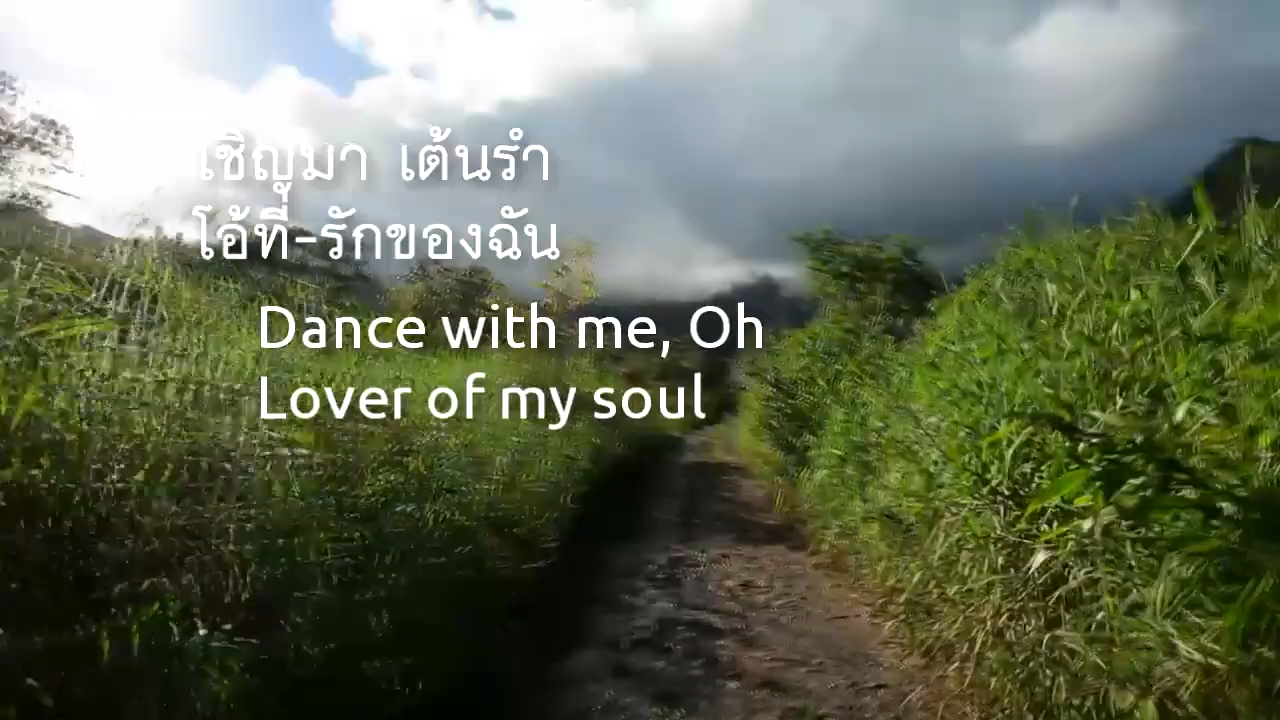 เชิญมา เต้นรำ
โอ้ที่-รักของฉัน
Dance with me, Oh
Lover of my soul